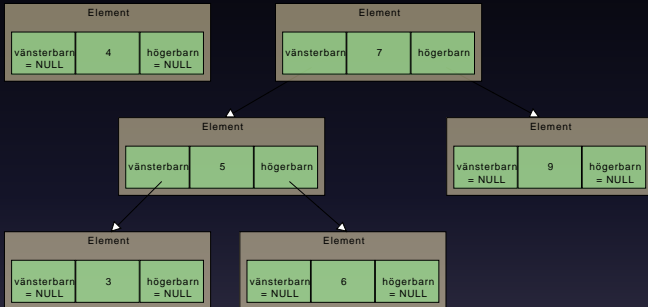 Element
vänsterbarn
= NULL
4
högerbarn
= NULL
Element
vänsterbarn
7
högerbarn
Element
vänsterbarn
5
högerbarn
Element
vänsterbarn
= NULL
9
högerbarn
= NULL
Element
vänsterbarn
= NULL
3
högerbarn
= NULL
Element
vänsterbarn
= NULL
6
högerbarn
= NULL